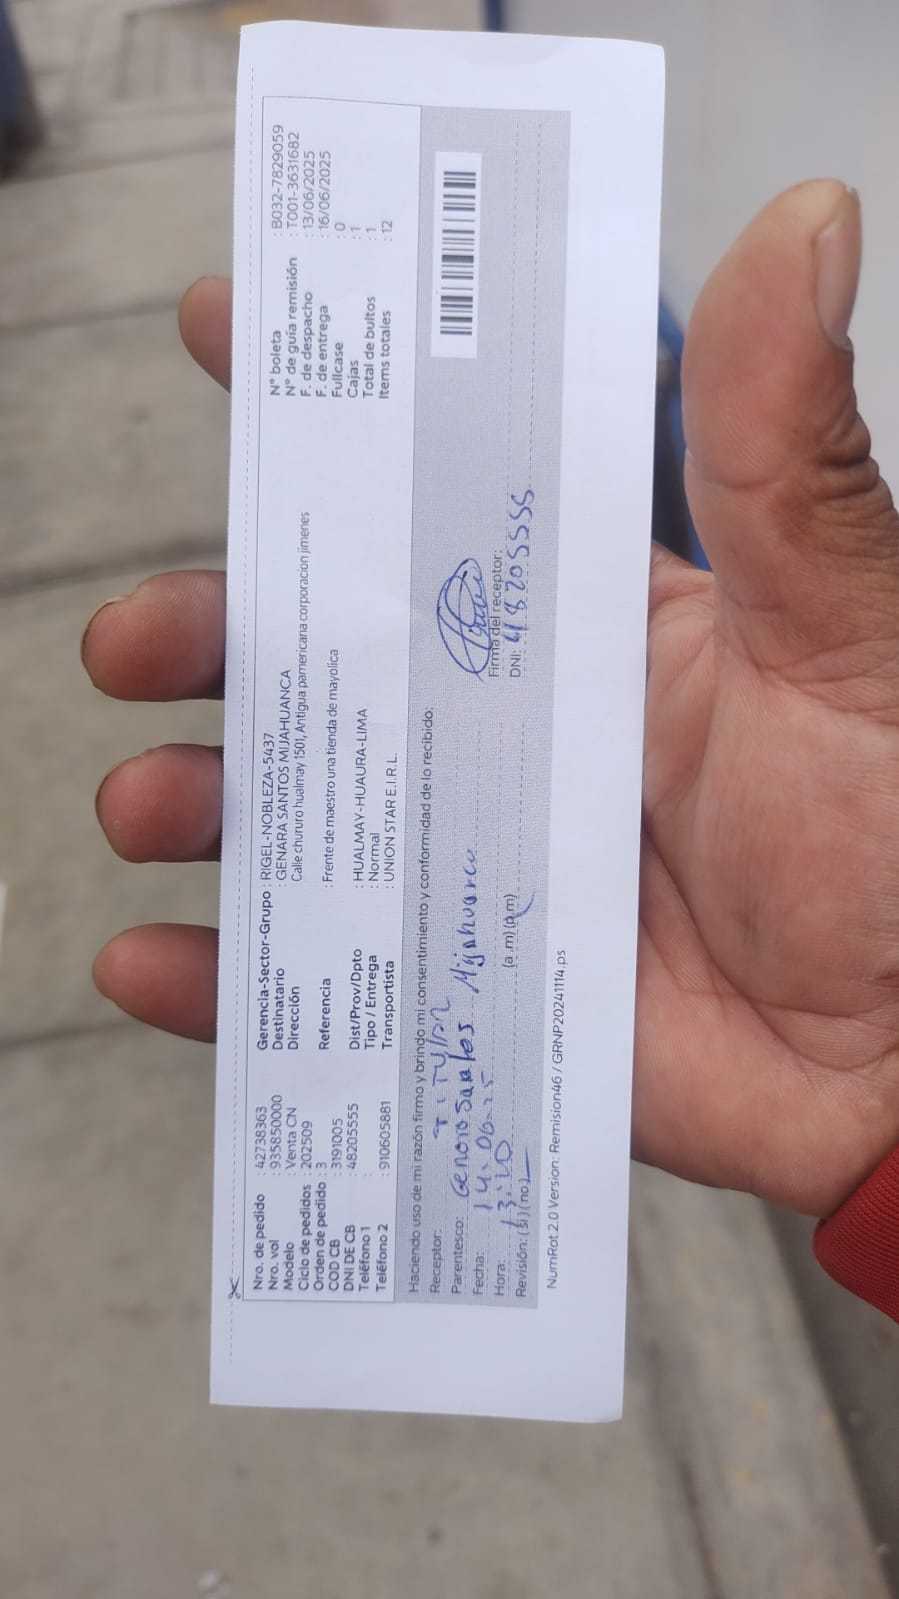 Nro. de pedido : 42738363
Nro. vol : 935850000
Modelo : Venta CN
Ciclo de pedidos : 202509
Orden de pedido : 3
COD CB : 3191005
DNI DE CB : 48205555
Teléfono 1 :
Teléfono 2 : 910605881
Gerencia-Sector-Grupo : RIGEL-NOBLEZA-5437
Destinatario : GENARA SANTOS MIJAHUANCA
Dirección Calle chururo hualmay 1501, Antigua pamericana corporacion jimenes
Referencia : Frente de maestro una tienda de mayolica
Dist/Prov/Dpto : HUALMAY-HUAURA-LIMA
Tipo / Entrega : Normal
Transportista : UNION STAR E.I.R.L.
N° boleta : B032-7829059
N° de guía remisión : T001-3631682
F. de despacho : 13/06/2025
F. de entrega : 16/06/2025
Fullcase : 0
Cajas : 1
Total de bultos : 1
Items totales : 12
Haciendo uso de mi razón firmo y brindo mi consentimiento y conformidad de lo recibido:
Receptor:
Parentesco: Santos
Fecha: 14-06-25
Hora: 13:20 (a .m) (p.m)
Revisión: (si) (no)
Firma del receptor:
DNI: 48205555
NumRot 2.0 Version: Remision46 / GRNP20241114.ps